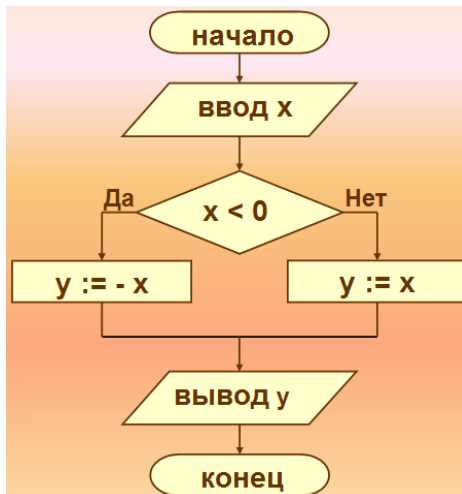 начало
ввод x
Да
x < 0
Нет
y := - x
y := x
вывод y
конец